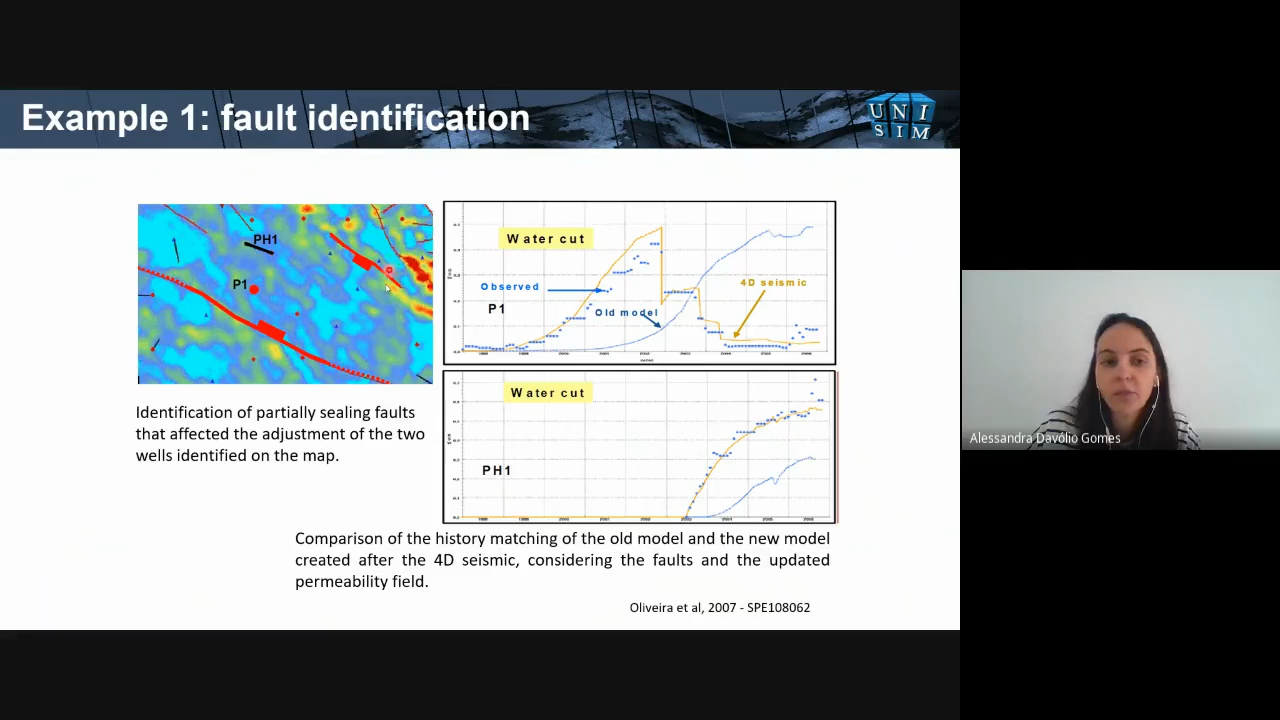 Example 1: fault identification
UNI
SIM
PH1
P1
Water cut
Observed
4D seismic
P1
Old model
Water cut
PH1
Identification of partially sealing faults
that affected the adjustment of the two
wells identified on the map.
Comparison of the history matching of the old model and the new model
created after the 4D seismic, considering the faults and the updated
permeability field.
Oliveira et al, 2007 - SPE108062
Alessandra Davólio Gomes